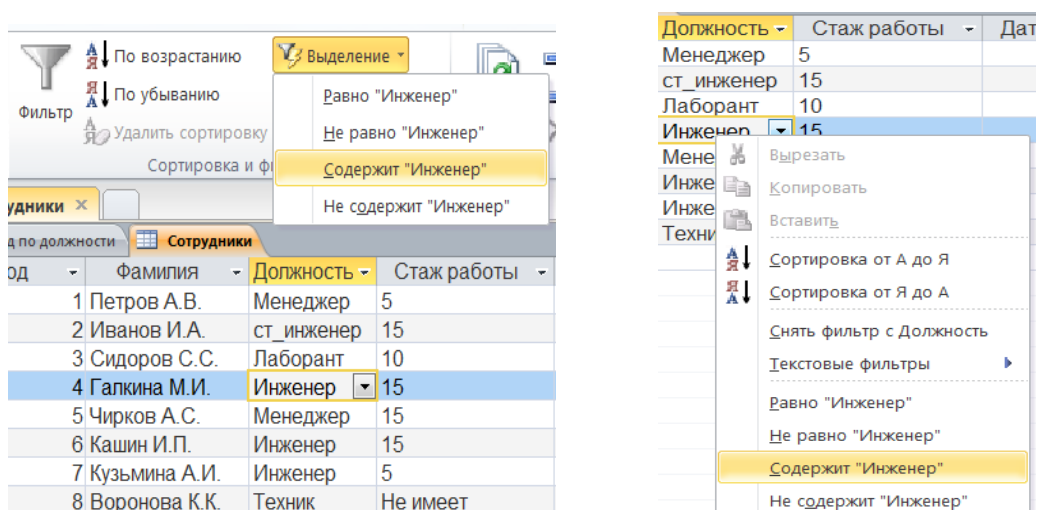 По возрастанию
Выделение
По убыванию
Фильтр
Удалить сортировку
Сортировка и
Равно "Инженер"
Не равно "Инженер"
Содержит "Инженер"
Не содержит "Инженер"
удники
д по должности Сотрудники
од Фамилия Должность Стаж работы
1 Петров А.В. Менеджер 5
2 Иванов И.А. ст_инженер 15
3 Сидоров С.С. Лаборант 10
4 Галкина М.И. Инженер 15
5 Чирков А.С. Менеджер 15
6 Кашин И.П. Инженер 15
7 Кузьмина А.И. Инженер 5
8 Воронова К.К. Техник Не имеет
Должность Стаж работы Дат
Менеджер 5
ст_инженер 15
Лаборант 10
Инженер 15
Мене
Инже
Инже
Техни
Вырезать
Копировать
Вставить
Сортировка от А до Я
Сортировка от Я до А
Снять фильтр с Должность
Текстовые фильтры
Равно "Инженер"
Не равно "Инженер"
Содержит "Инженер"
Не содержит "Инженер"